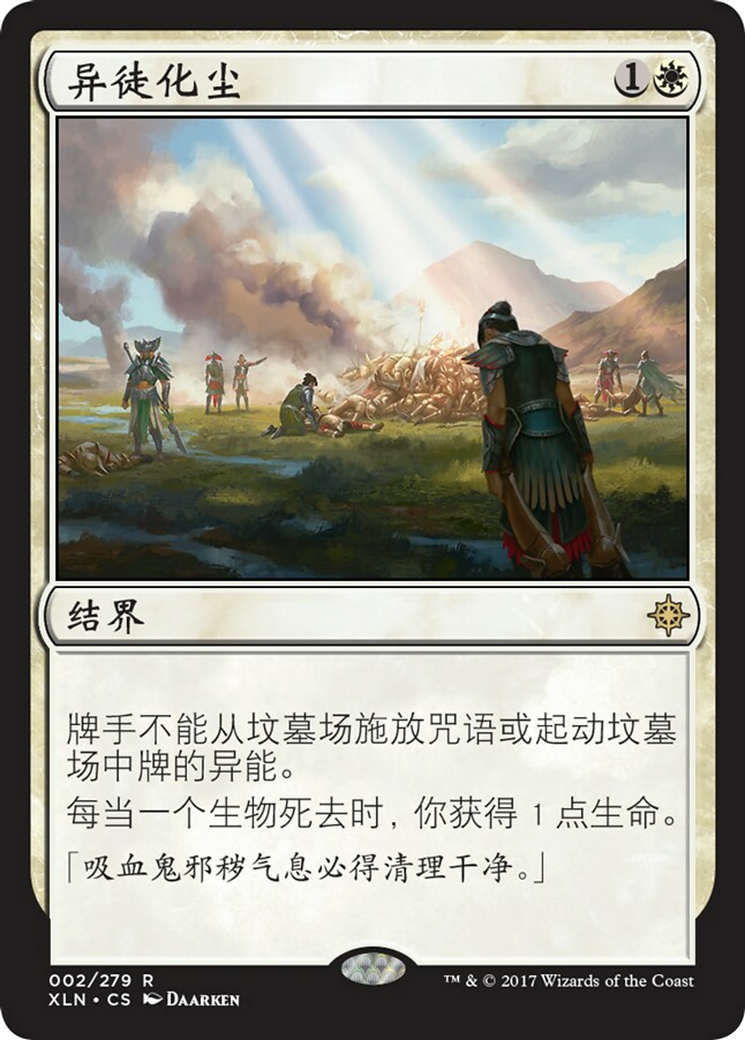 异徒化尘
1
结界
牌手不能从坟墓场施放咒语或起动坟墓
场中牌的异能。
每当一个生物死去时，你获得 1 点生命。
「吸血鬼邪秽气息必得清理干净。」
002/279 R
XLN • CS DAARKEN
™ & © 2017 Wizards of the Coast